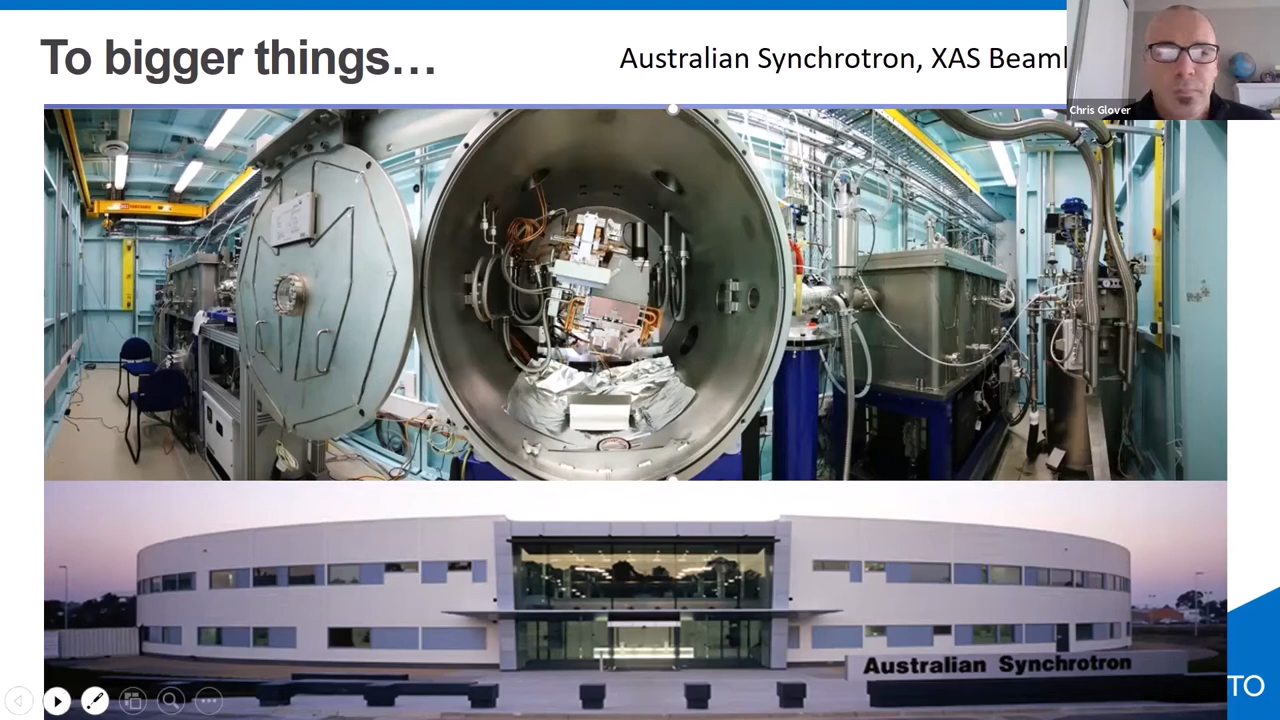 To bigger things…
Australian Synchrotron, XAS Beaml
Chris Glover
Australian Synchrotron
TO